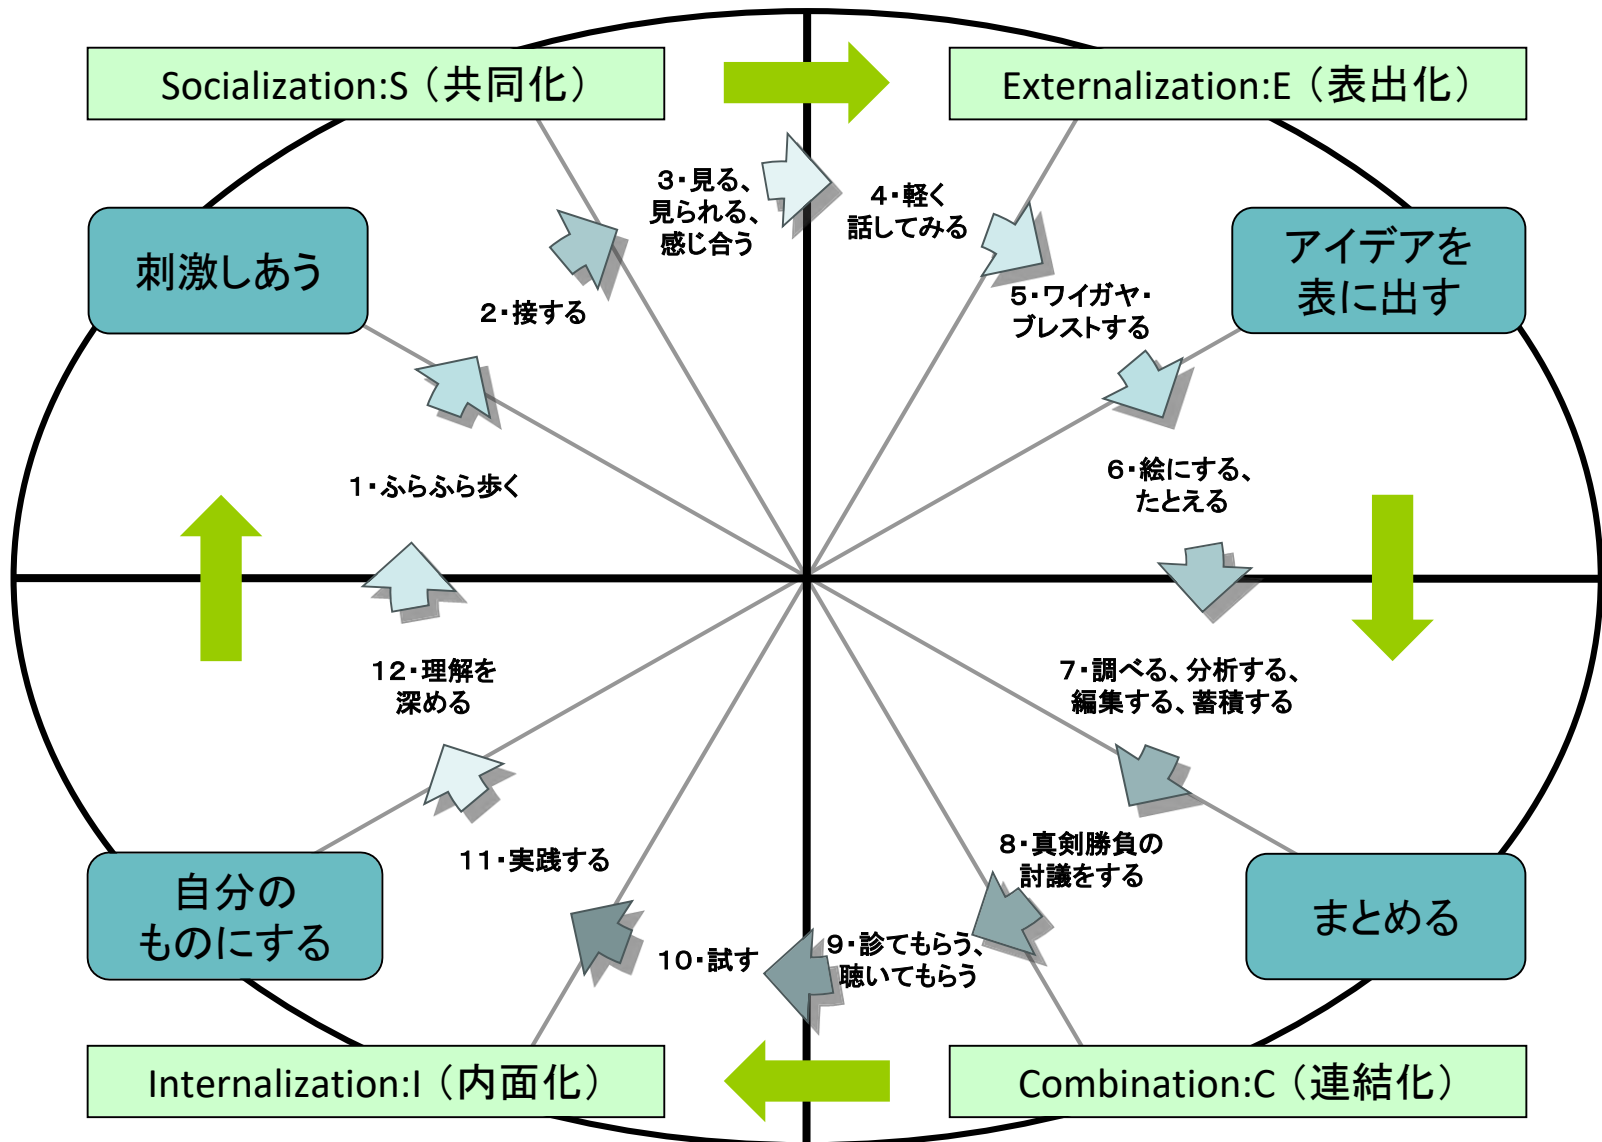 Socialization:S（共同化）
Externalization:E（表出化）
刺激しあう
アイデアを
表に出す
1・ふらふら歩く
2・接する
3・見る、
見られる、
感じ合う
4・軽く
話してみる
5・ワイガヤ・
ブレストする
6・絵にする、
たとえる
7・調べる、分析する、
編集する、蓄積する
8・真剣勝負の
討議をする
9・診てもらう、
聴いてもらう
10・試す
11・実践する
12・理解を
深める
自分の
ものにする
まとめる
Internalization:I（内面化）
Combination:C（連結化）